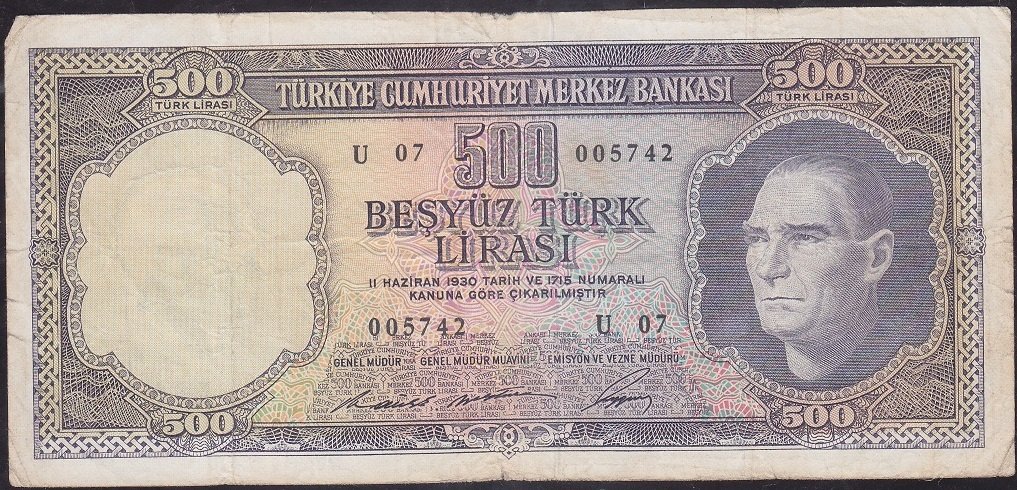 500
TÜRK LİRASI
TÜRKİYE CUMHURİYET MERKEZ BANKASI
500
TÜRK LİRASI
U 07 500 005742
BEŞYÜZ TÜRK
LİRASI
11 HAZİRAN 1930 TARİH VE 1715 NUMARALI
KANUNA GÖRE ÇIKARILMIŞTIR
005742 U 07
GENEL MÜDÜR GENEL MÜDÜR MUAVİNİ EMİSYON VE VEZNE MÜDÜRÜ
500
500